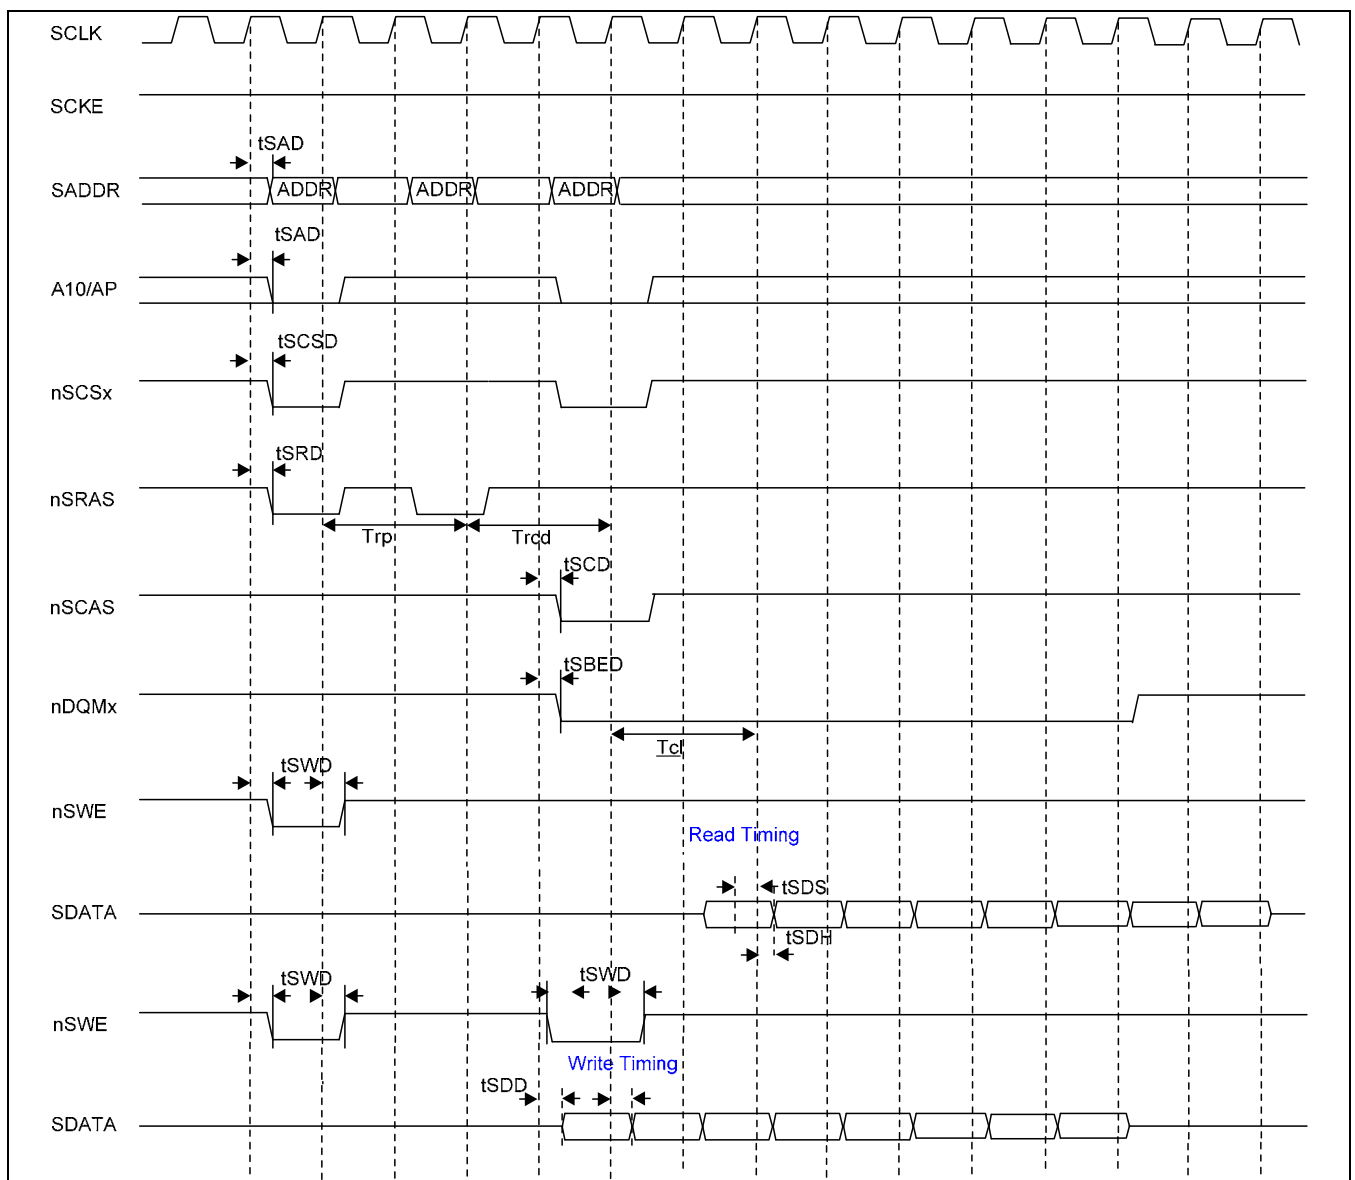 SCLK
SCKE
tSAD
SADDR
ADDR
ADDR
ADDR
tSAD
A10/AP
tSCSD
nSCSx
tSRD
nSRAS
Trp
Trcd
tSCD
nSCAS
tSBED
nDQMx
Tcl
tSWD
nSWE
Read Timing
tSDS
SDATA
tSDH
tSWD
tSWD
nSWE
Write Timing
tSDD
SDATA